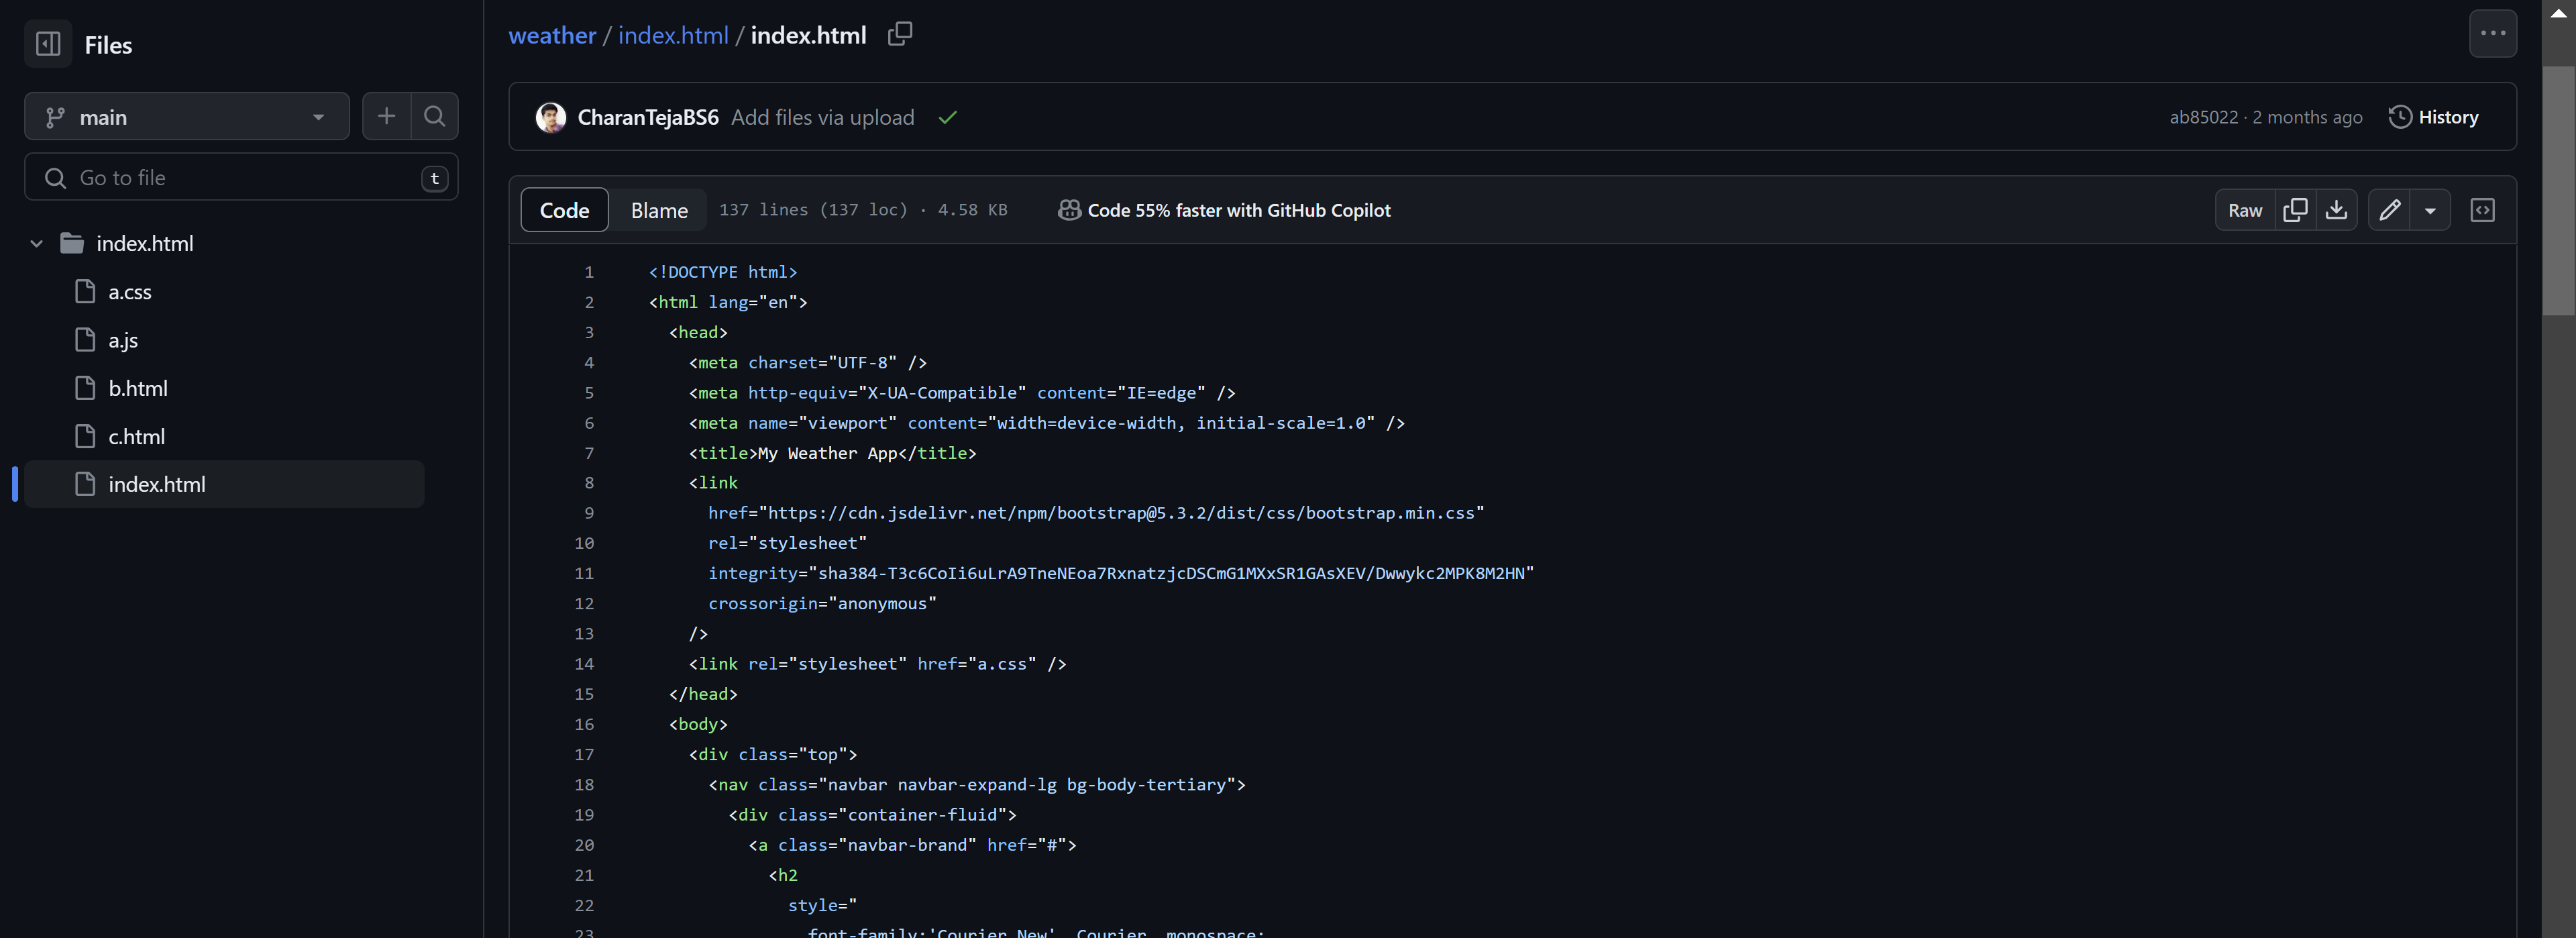 Files
main
Go to file
t
index.html
a.css
a.js
b.html
c.html
index.html
weather / index.html / index.html
CharanTejaBS6 Add files via upload
ab85022 · 2 months ago
History
Code Blame 137 lines (137 loc) · 4.58 KB Code 55% faster with GitHub Copilot
Raw
1 <!DOCTYPE html>
2 <html lang="en">
3 <head>
4 <meta charset="UTF-8" />
5 <meta http-equiv="X-UA-Compatible" content="IE=edge" />
6 <meta name="viewport" content="width=device-width, initial-scale=1.0" />
7 <title>My Weather App</title>
8 <link
9 href="https://cdn.jsdelivr.net/npm/bootstrap@5.3.2/dist/css/bootstrap.min.css"
10 rel="stylesheet"
11 integrity="sha384-T3c6CoIi6uLrA9TneNEoa7RxnatzjcDSCmG1MXxSR1GAsXEV/Dwwykc2MPK8M2HN"
12 crossorigin="anonymous"
13 />
14 <link rel="stylesheet" href="a.css" />
15 </head>
16 <body>
17 <div class="top">
18 <nav class="navbar navbar-expand-lg bg-body-tertiary">
19 <div class="container-fluid">
20 <a class="navbar-brand" href="#">
21 <h2
22 style="
23 font-family:'Courier New', Courier, monospace;